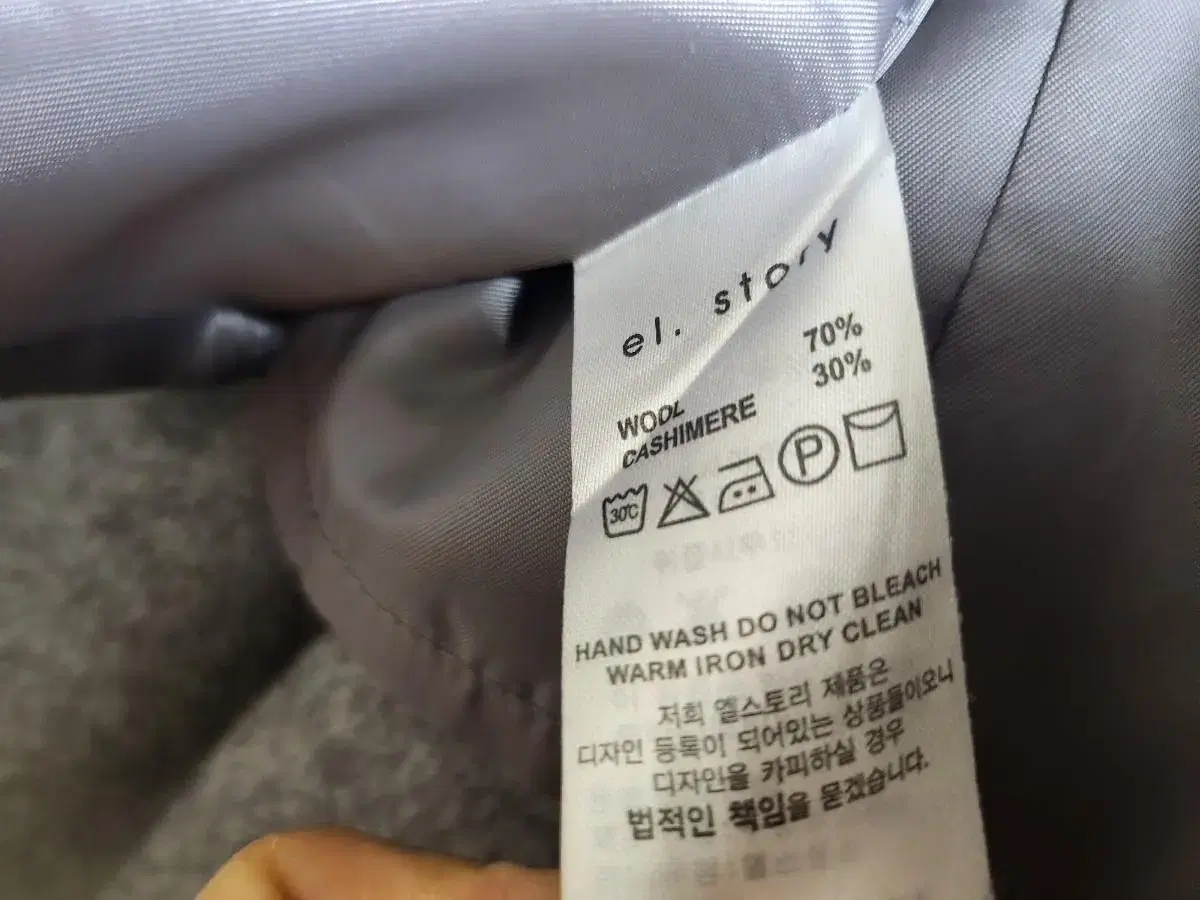 el. story
WOOL 70%
CASHIMERE 30%
30℃ P
HAND WASH DO NOT BLEACH
WARM IRON DRY CLEAN
저희 엘스토리 제품은
디자인 등록이 되어있는 상품들이오니
디자인을 카피하실 경우
법적인 책임을 묻겠습니다.